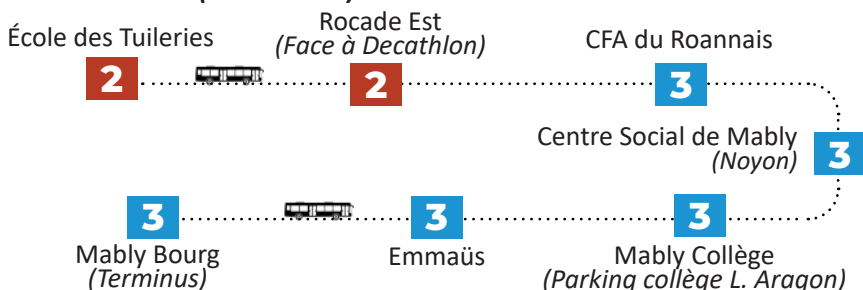 École des Tuileries
Rocade Est
(Face à Decathlon)
CFA du Roannais
2
2
3
Centre Social de Mably
(Noyon)
3
3
3
3
Mably Bourg
(Terminus)
Emmaüs
Mably Collège
(Parking collège L. Aragon)